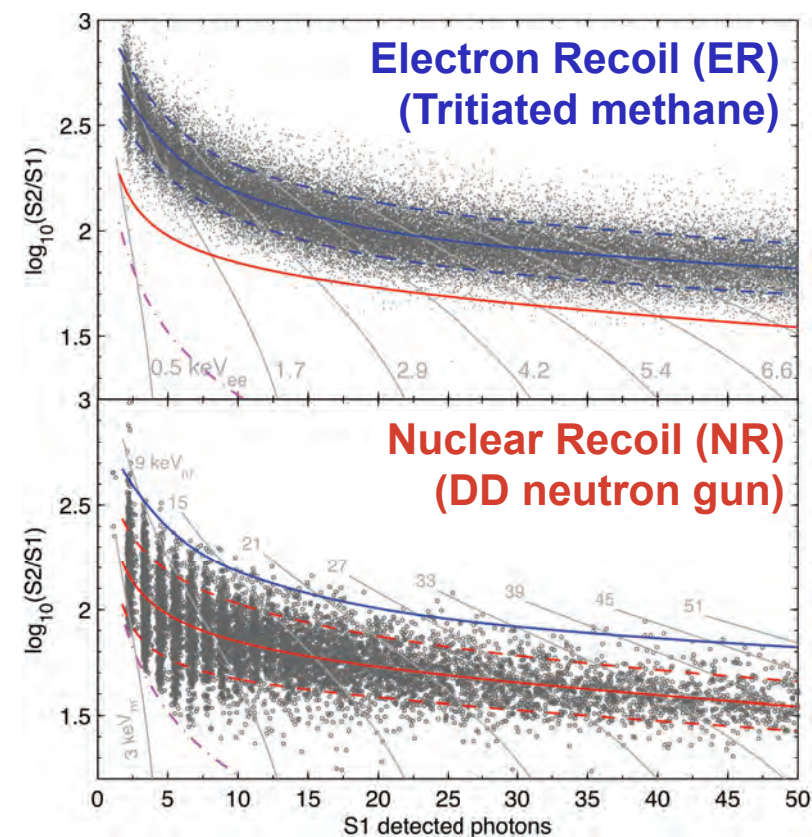 3
Electron Recoil (ER)
(Tritiated methane)
2.5
log10(S2/S1)
2
1.5
0.5 keVee
1.7
2.9
4.2
5.4
6.6
3
Nuclear Recoil (NR)
(DD neutron gun)
9 keVnr
2.5
15
21
log10(S2/S1)
27
33
2
39
45
51
1.5
3 keVnr
0 5 10 15 20 25 30 35 40 45 50
S1 detected photons